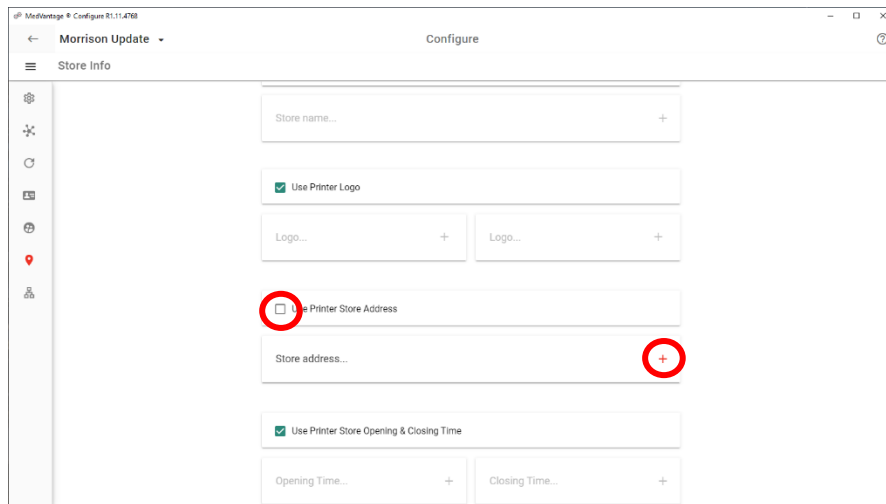 MedVantage ® Configure R1.11.4768
Morrison Update
Configure
Store Info
Store name...
Use Printer Logo
Logo...
Logo...
Use Printer Store Address
Store address...
Use Printer Store Opening & Closing Time
Opening Time...
Closing Time...